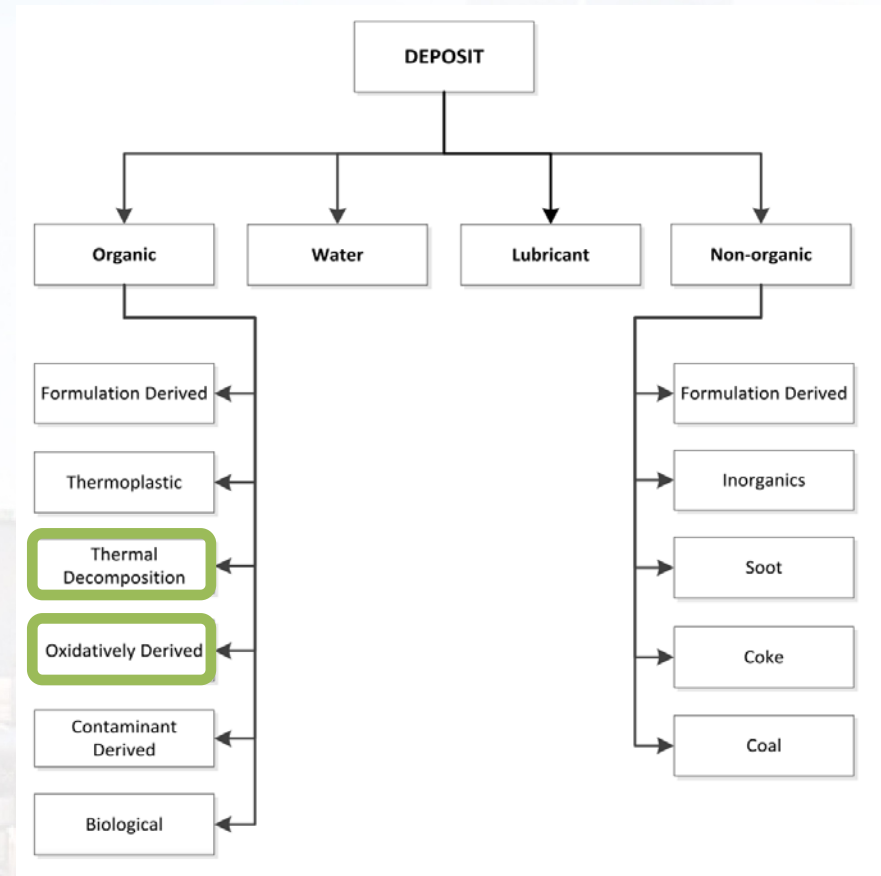 DEPOSIT
Organic
Water
Lubricant
Non-organic
Formulation Derived
Thermoplastic
Thermal
Decomposition
Oxidatively Derived
Contaminant
Derived
Biological
Formulation Derived
Inorganics
Soot
Coke
Coal